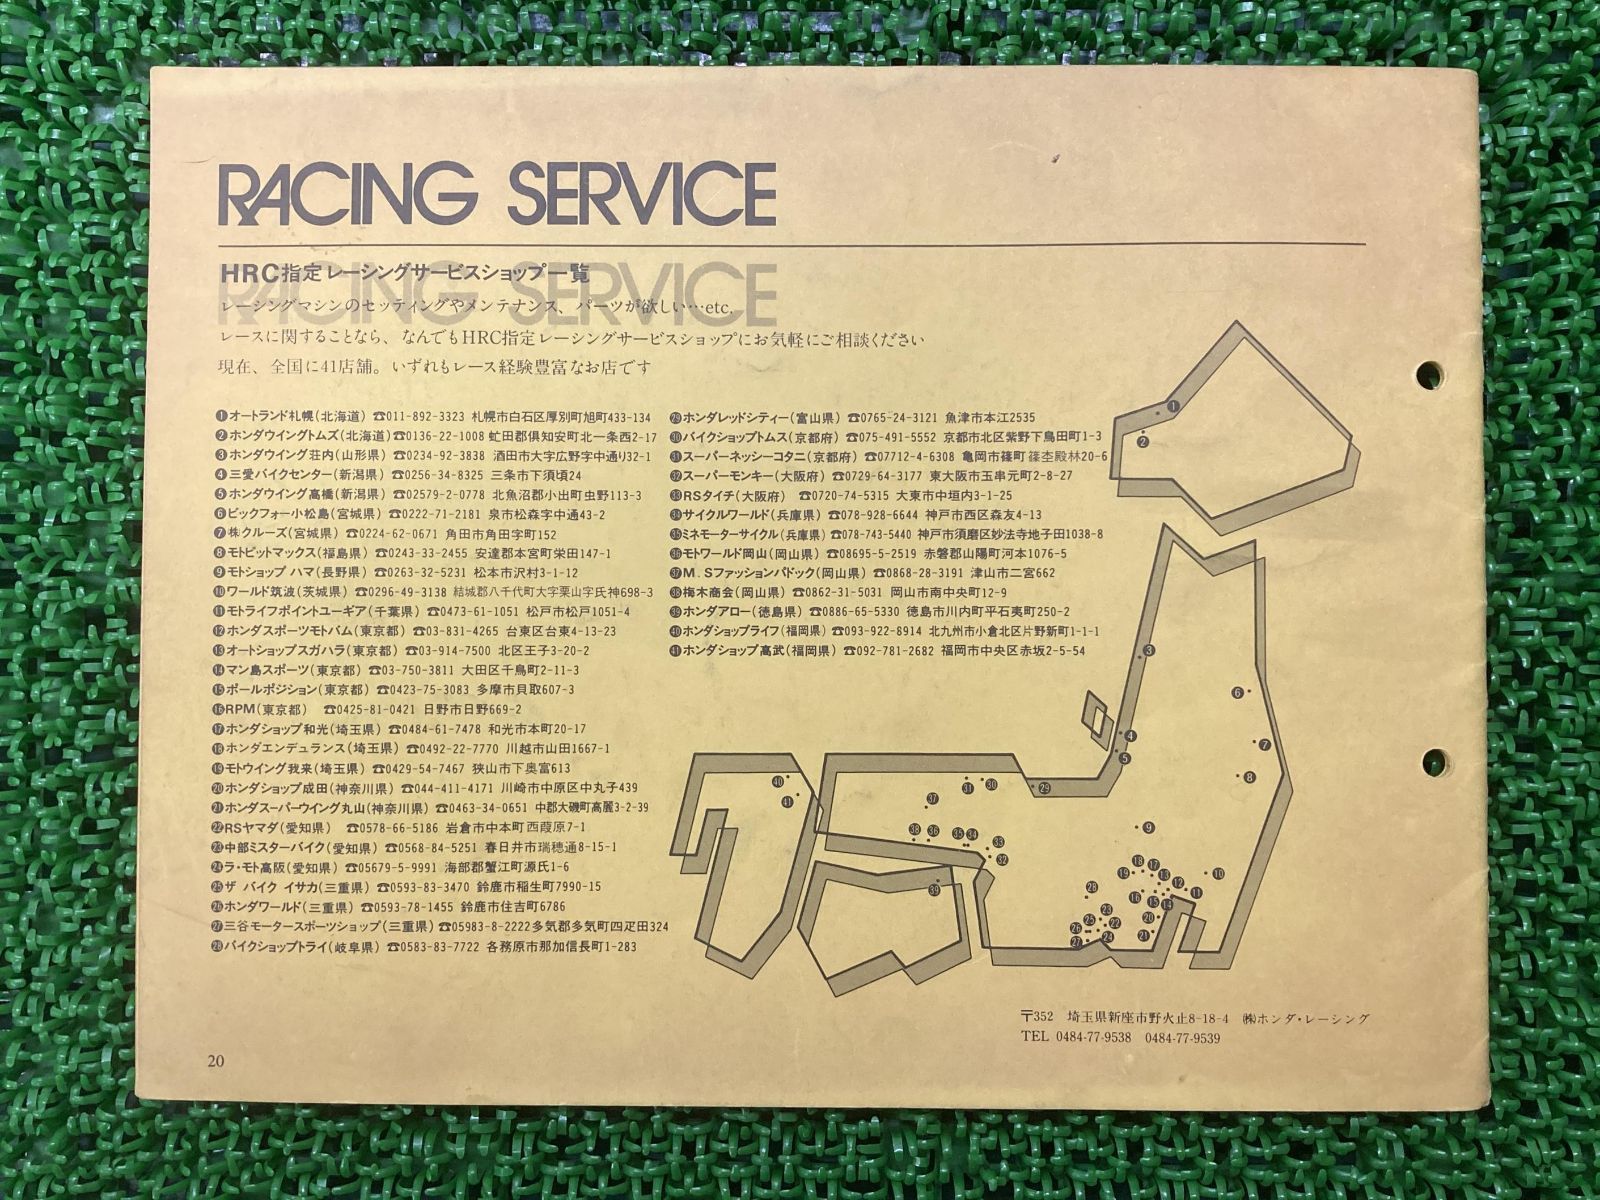 RACING SERVICE
HRC指定レーシングサービスショップ一覧
RACING SERVICE
レーシングマシンのセッティングやメンテナンス、パーツが欲しい…etc.
レースに関することなら、なんでもHRC指定レーシングサービスショップにお気軽にご相談ください
現在、全国に41店舗。いずれもレース経験豊富なお店です
❶オートランド札幌(北海道) ☎011-892-3323 札幌市白石区厚別町旭町433-134
❷ホンダウイングトムズ(北海道)☎0136-22-1008 虻田郡倶知安町北一条西2-17
❸ホンダウイング荘内(山形県) ☎0234-92-3838 酒田市大字広野字中通り32-1
❹三愛バイクセンター(新潟県) ☎0256-34-8325 三条市下須頃24
❺ホンダウイング高橋(新潟県) ☎02579-2-0778 北魚沼郡小出町虫野113-3
❻ビックフォー小松島(宮城県) ☎0222-71-2181 泉市松森字中通43-2
❼㈱クルーズ(宮城県) ☎0224-62-0671 角田市角田字町152
❽モトピットマックス(福島県) ☎0243-33-2455 安達郡本宮町栄田147-1
❾モトショップ ハマ(長野県) ☎0263-32-5231 松本市沢村3-1-12
❿ワールド筑波(茨城県) ☎0296-49-3138 結城郡八千代町大字栗山字氏神698-3
⓫モトライフポイントユーギア(千葉県) ☎0473-61-1051 松戸市松戸1051-4
⓬ホンダスポーツモトバム(東京都) ☎03-831-4265 台東区台東4-13-23
⓭オートショップスガハラ(東京都) ☎03-914-7500 北区王子3-20-2
⓮マン島スポーツ(東京都) ☎03-750-3811 大田区千鳥町2-11-3
⓯ポールポジション(東京都) ☎0423-75-3083 多摩市貝取607-3
⓰RPM(東京都) ☎0425-81-0421 日野市日野669-2
⓱ホンダショップ和光(埼玉県) ☎0484-61-7478 和光市本町20-17
⓲ホンダエンデュランス(埼玉県) ☎0492-22-7770 川越市山田1667-1
⓳モトウイング我来(埼玉県) ☎0429-54-7467 狭山市下奥富613
⓴ホンダショップ成田(神奈川県) ☎044-411-4171 川崎市中原区中丸子439
㉑ホンダスーパーウイング丸山(神奈川県) ☎0463-34-0651 中郡大磯町高麗3-2-39
㉒RSヤマダ(愛知県) ☎0578-66-5186 岩倉市中本町西葭原7-1
㉓中部ミスターバイク(愛知県) ☎0568-84-5251 春日井市瑞穂通8-15-1
㉔ラ・モト高阪(愛知県) ☎05679-5-9991 海部郡蟹江町源氏1-6
㉕ザ バイク イサカ(三重県) ☎0593-83-3470 鈴鹿市稲生町7990-15
㉖ホンダワールド(三重県) ☎0593-78-1455 鈴鹿市住吉町6786
㉗三谷モータースポーツショップ(三重県) ☎05983-8-2222多気郡多気町四疋田324
㉘バイクショップトライ(岐阜県) ☎0583-83-7722 各務原市那加信長町1-283
㉙ホンダレッドシティー(富山県) ☎0765-24-3121 魚津市本江2535
㉚バイクショップトムス(京都府) ☎075-491-5552 京都市北区紫野下鳥田町1-3
㉛スーパーネッシーコタニ(京都府) ☎07712-4-6308 亀岡市篠町篠杢殿林20-6
㉜スーパーモンキー(大阪府) ☎0729-64-3177 東大阪市玉串元町2-8-27
㉝RSタイチ(大阪府) ☎0720-74-5315 大東市中垣内3-1-25
㉞サイクルワールド(兵庫県) ☎078-928-6644 神戸市西区森友4-13
㉟ミネモーターサイクル(兵庫県) ☎078-743-5440 神戸市須磨区妙法寺地子田1038-8
㊱モトワールド岡山(岡山県) ☎08695-5-2519 赤磐郡山陽町河本1076-5
㊲M.Sファッションパドック(岡山県) ☎0868-28-3191 津山市二宮662
㊳梅木商会(岡山県) ☎0862-31-5031 岡山市南中央町12-9
㊴ホンダアロー(徳島県) ☎0886-65-5330 徳島市川内町平石夷町250-2
㊵ホンダショップライフ(福岡県) ☎093-922-8914 北九州市小倉北区片野新町1-1-1
㊶ホンダショップ高武(福岡県) ☎092-781-2682 福岡市中央区赤坂2-5-54
❶
❷
❸
❻
❹
❼
❺
❽
㊵ ㉛ ㉚ ㉙
㊶ ㊲
㊳ ㊱ ㉟ ㉞ ❾
㉝
㉜ ⓲ ⓱
⓳ ⓭ ⓬ ❿
㊴ ㉘ ⓰ ⓯ ⓮ ⓫
㉓
㉕ ㉒ ⓴
㉖
㉗ ㉔ ㉑
〒352 埼玉県新座市野火止8-18-4 ㈱ホンダ・レーシング
TEL 0484-77-9538 0484-77-9539
20